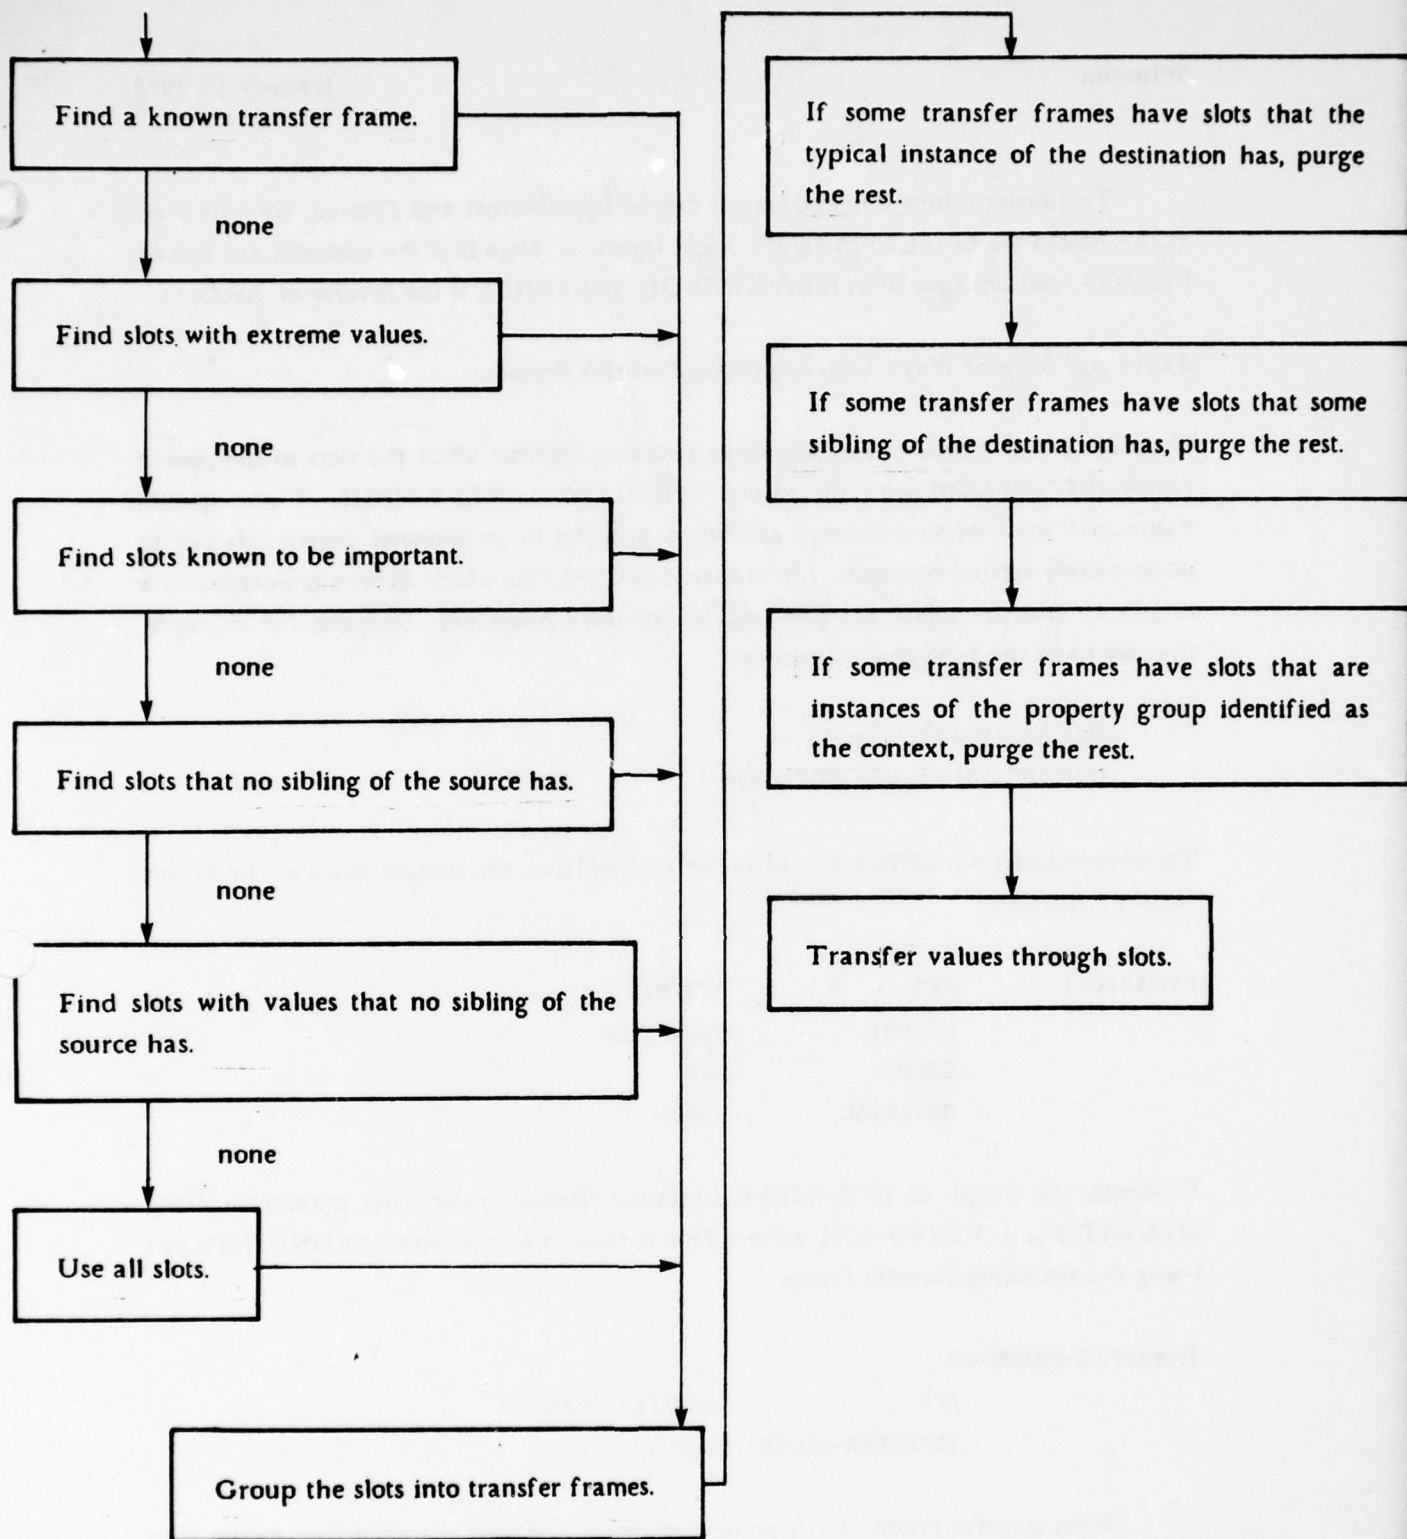 Find a known transfer frame.
none
Find slots with extreme values.
none
Find slots known to be important.
none
Find slots that no sibling of the source has.
none
Find slots with values that no sibling of the
source has.
none
Use all slots.
Group the slots into transfer frames.
If some transfer frames have slots that the
typical instance of the destination has, purge
the rest.
If some transfer frames have slots that some
sibling of the destination has, purge the rest.
If some transfer frames have slots that are
instances of the property group identified as
the context, purge the rest.
Transfer values through slots.